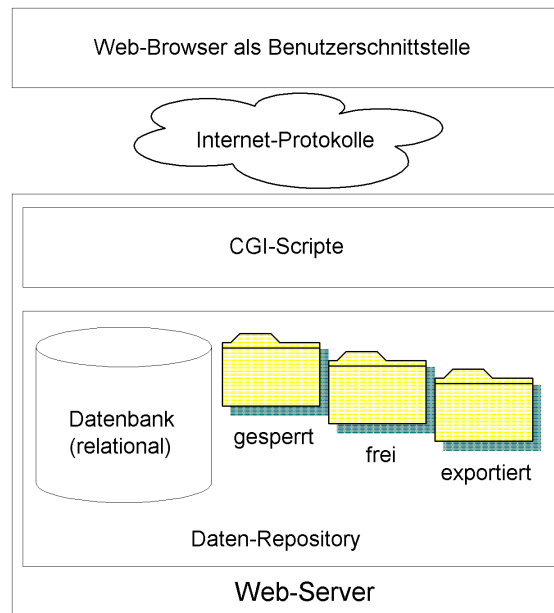 Web-Browser als Benutzerschnittstelle
Internet-Protokolle
CGI-Scripte
Datenbank
(relational)
gesperrt
frei
exportiert
Daten-Repository
Web-Server